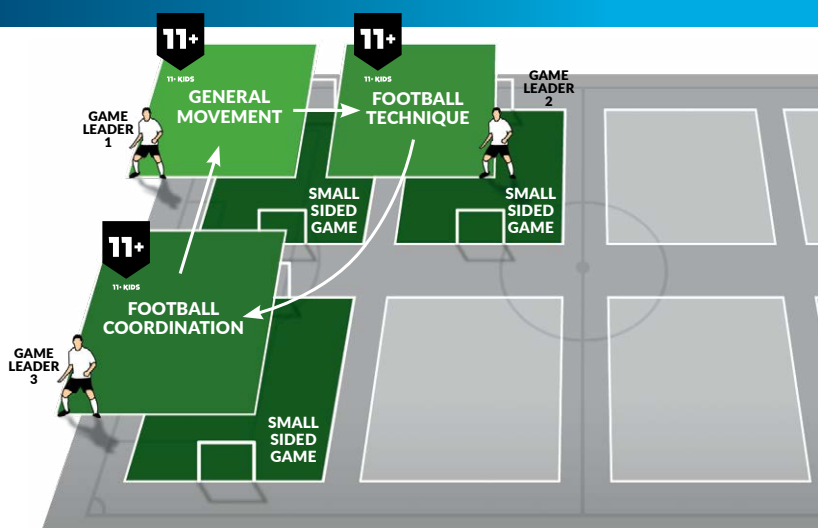 11+
11+ KIDS
GENERAL
MOVEMENT
11+
11+ KIDS
FOOTBALL
TECHNIQUE
GAME
LEADER
1
GAME
LEADER
2
SMALL
SIDED
GAME
SMALL
SIDED
GAME
11+
11+ KIDS
FOOTBALL
COORDINATION
GAME
LEADER
3
SMALL
SIDED
GAME